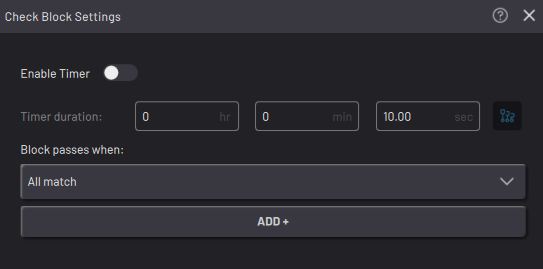 Check Block Settings
Enable Timer
Timer duration: 0 hr 0 min 10.00 sec
Block passes when:
All match
ADD +